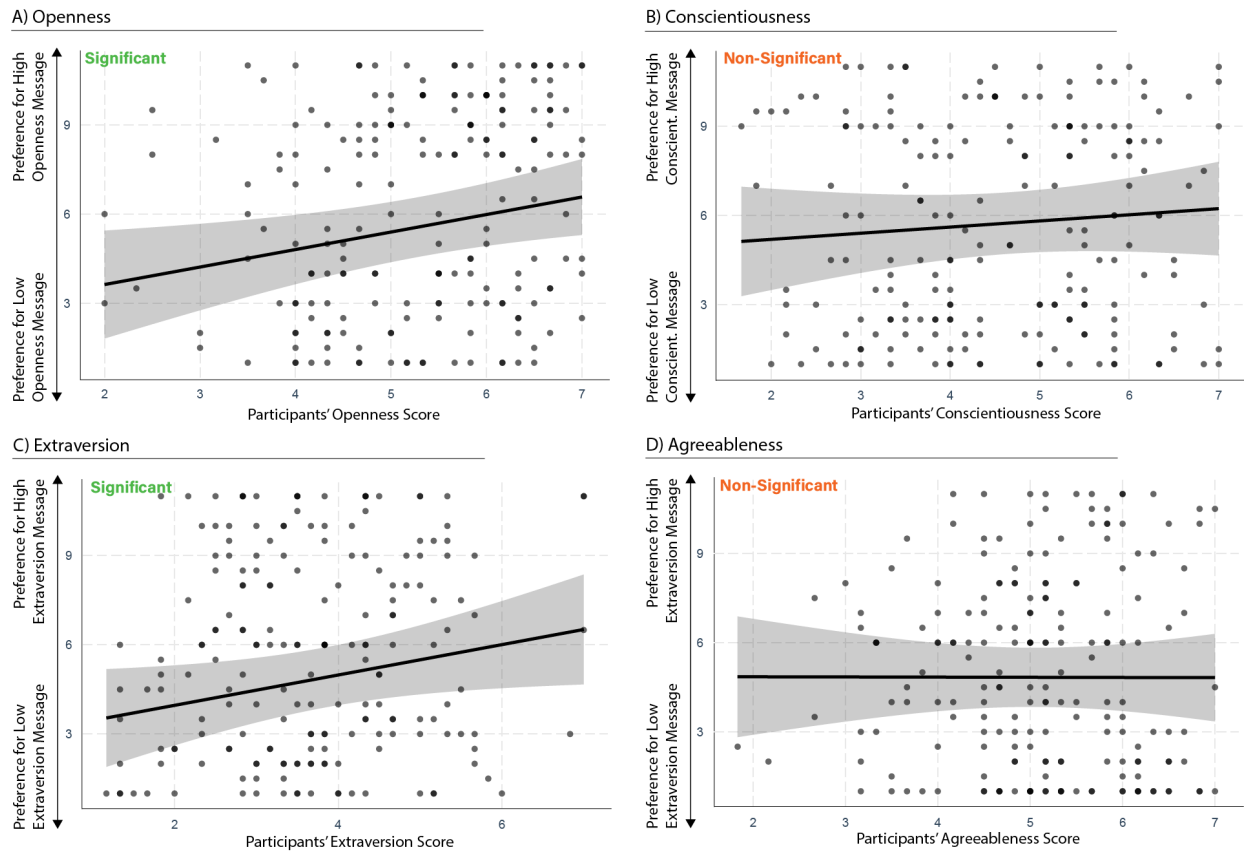 A) Openness
Significant
Preference for High
Openness Message
Preference for Low
Openness Message
9
6
3
2 3 4 5 6 7
Participants' Openness Score
B) Conscientiousness
Non-Significant
Preference for High
Conscient. Message
Preference for Low
Conscient. Message
9
6
3
2 3 4 5 6 7
Participants' Conscientiousness Score
C) Extraversion
Significant
Preference for High
Extraversion Message
Preference for Low
Extraversion Message
9
6
3
2 4 6
Participants' Extraversion Score
D) Agreeableness
Non-Significant
Preference for High
Extraversion Message
Preference for Low
Extraversion Message
9
6
3
2 3 4 5 6 7
Participants' Agreeableness Score